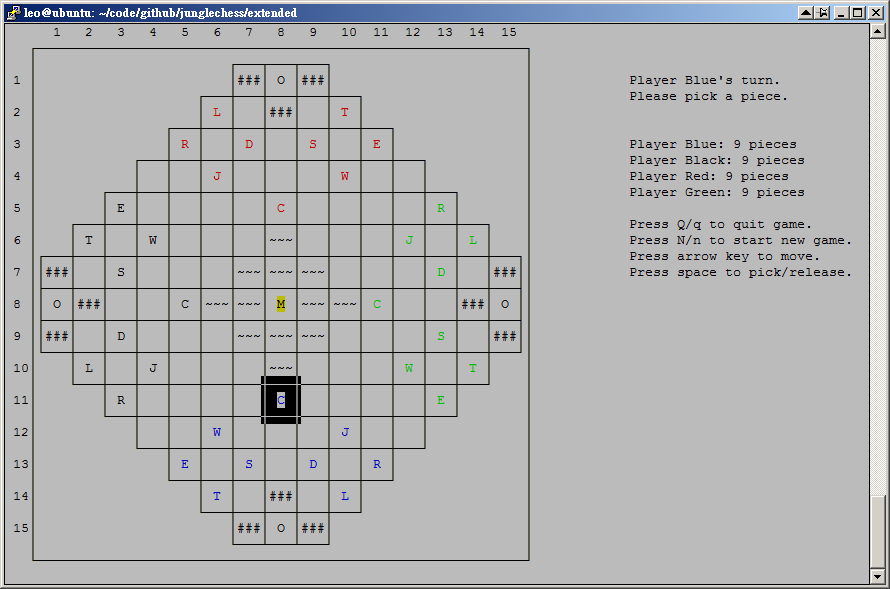 leo@ubuntu: ~/code/github/junglechess/extended
1 2 3 4 5 6 7 8 9 10 11 12 13 14 15
1 ### O ### Player Blue's turn.
Please pick a piece.
2 L ### T
3 R D S E Player Blue: 9 pieces
Player Black: 9 pieces
4 J W Player Red: 9 pieces
Player Green: 9 pieces
5 E C R
Press Q/q to quit game.
6 T W ~~~ J L Press N/n to start new game.
Press arrow key to move.
7 ### S ~~~ ~~~ ~~~ D ### Press space to pick/release.
8 O ### C ~~~ ~~~ M ~~~ ~~~ C ### O
9 ### D ~~~ ~~~ ~~~ S ###
10 L J ~~~ W T
11 R C E
12 W J
13 E S D R
14 T ### L
15 ### O ###